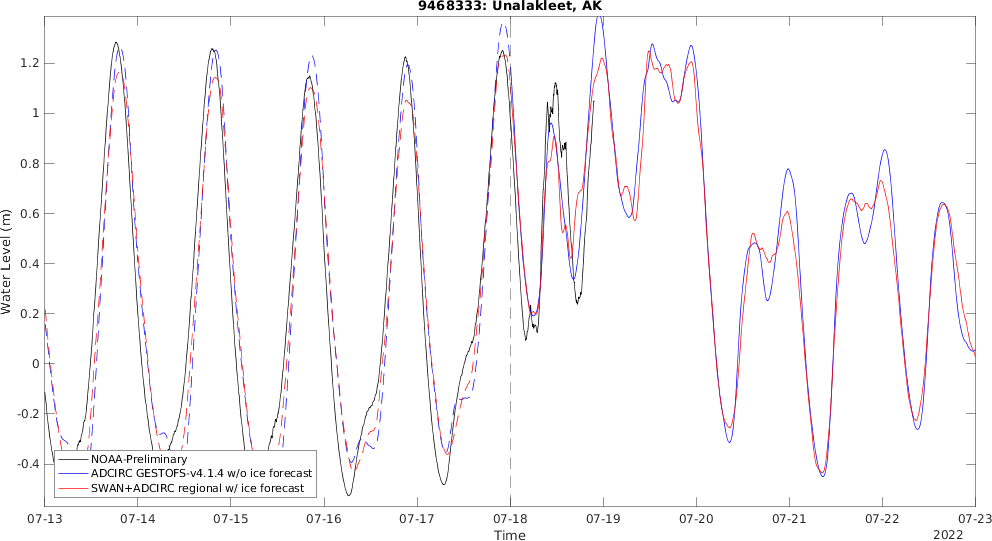 9468333: Unalakleet, AK
Water Level (m)
1.2
1
0.8
0.6
0.4
0.2
0
-0.2
-0.4
NOAA-Preliminary
ADCIRC GESTOFS-v4.1.4 w/o ice forecast
SWAN+ADCIRC regional w/ ice forecast
07-13 07-14 07-15 07-16 07-17 07-18 07-19 07-20 07-21 07-22 07-23
Time
2022